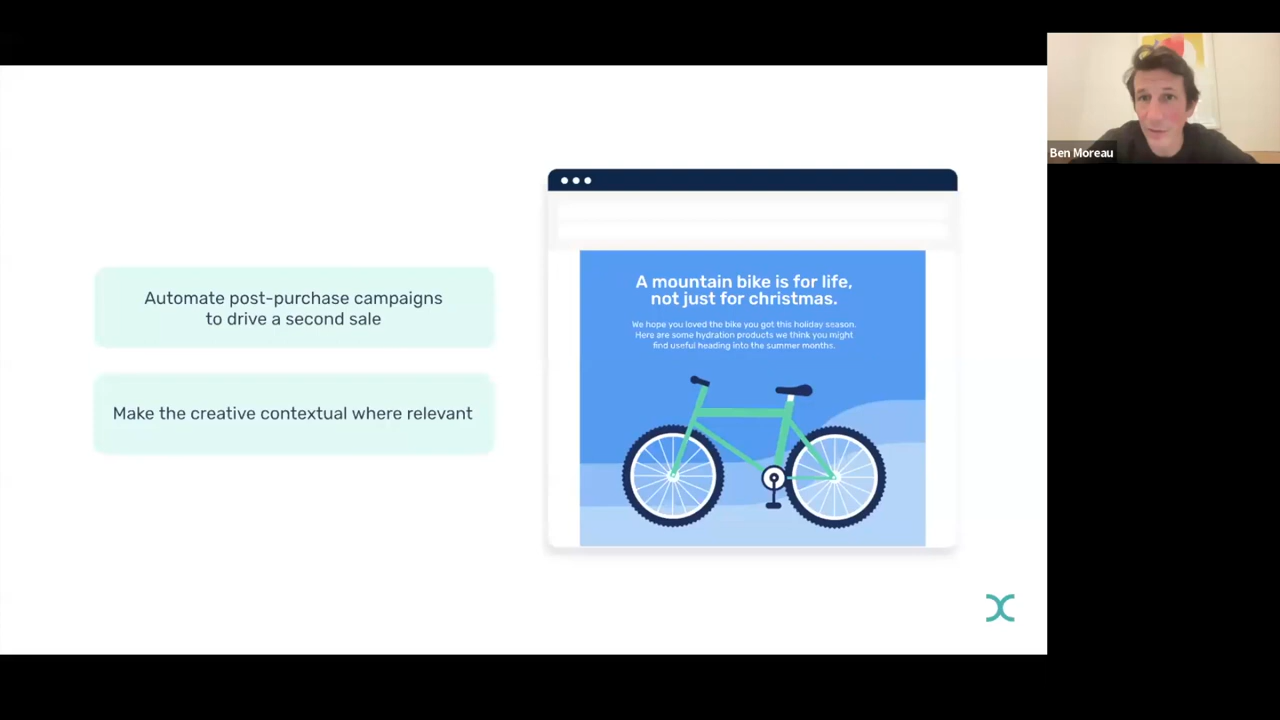 Automate post-purchase campaigns
to drive a second sale
Make the creative contextual where relevant
A mountain bike is for life,
not just for christmas.
We hope you loved the bike you got this holiday season.
Here are some hydration products we think you might
find useful heading into the summer months.
Ben Moreau